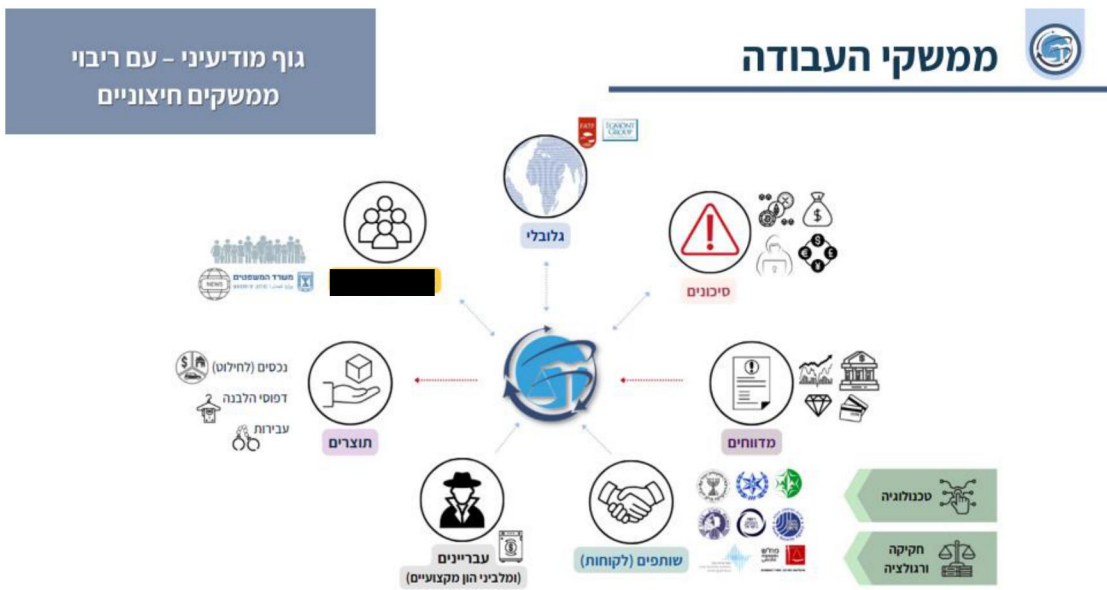 ממשקי העבודה
גוף מודיעיני – עם ריבוי
ממשקים חיצוניים
FATF
EGMONT
GROUP
גלובלי
סיכונים
משרד המשפטים
NEWS
מדווחים
תוצרים
נכסים (לחילוט)
דפוסי הלבנה
עבירות
שותפים (לקוחות)
עבריינים
(ומלביני הון מקצועיים)
טכנולוגיה
חקיקה
ורגולציה